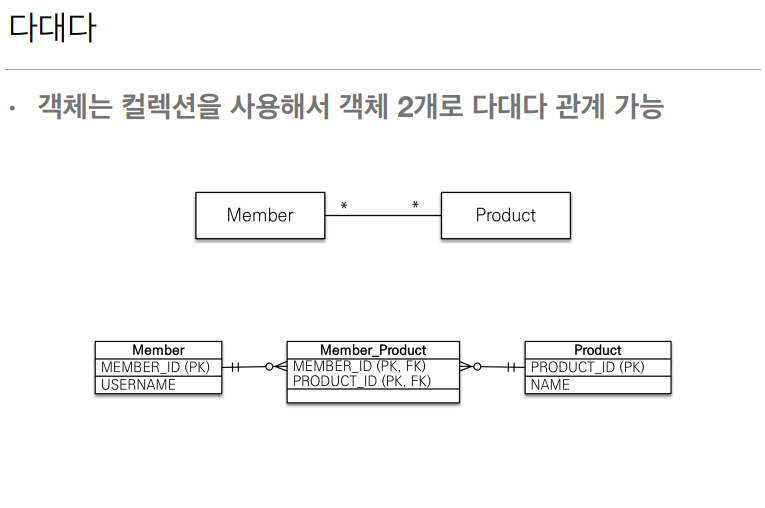 다대다
• 객체는 컬렉션을 사용해서 객체 2개로 다대다 관계 가능
Member * * Product
Member
MEMBER_ID (PK)
USERNAME
Member_Product
MEMBER_ID (PK, FK)
PRODUCT_ID (PK, FK)
Product
PRODUCT_ID (PK)
NAME